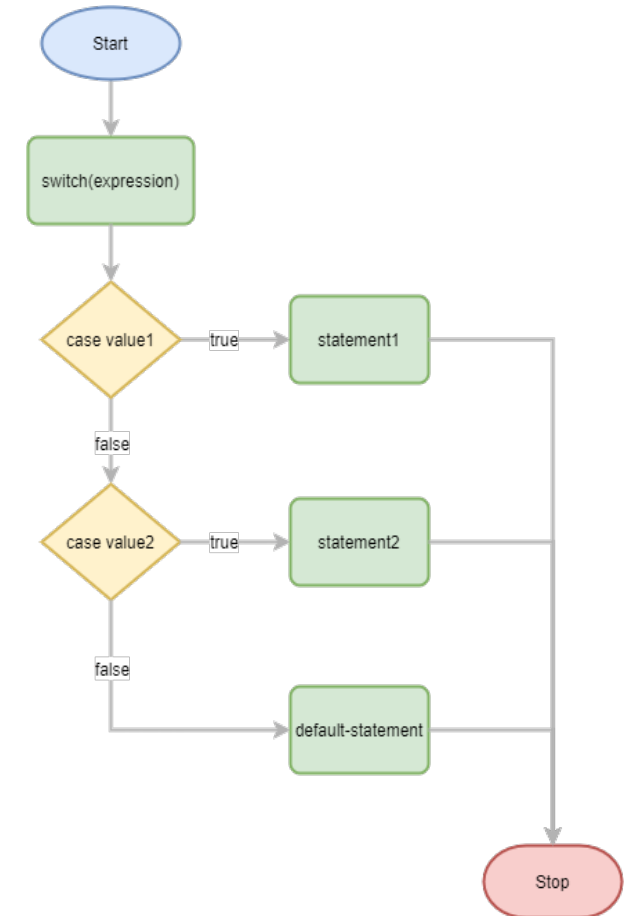 Start
switch(expression)
case value1
true
statement1
false
case value2
true
statement2
false
default-statement
Stop